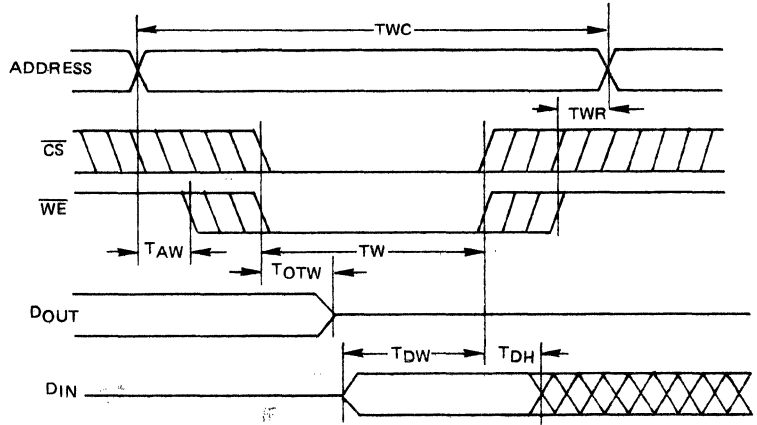 TWC
ADDRESS
TWR
CS
WE
TAW
TW
TOTW
DOUT
TDW
TDH
DIN